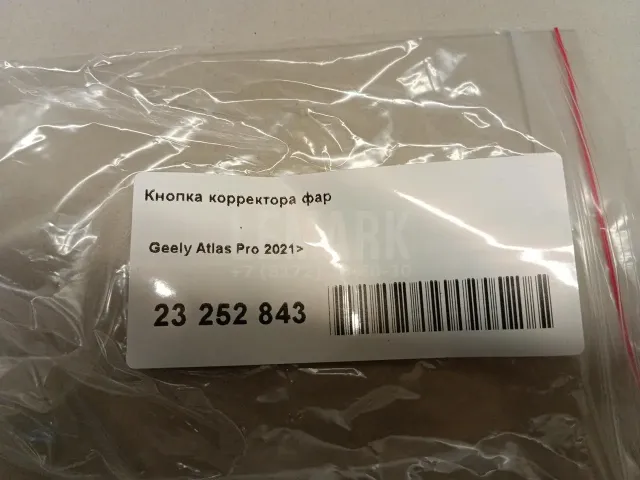 Кнопка корректора фар
Geely Atlas Pro 2021>
23 252 843